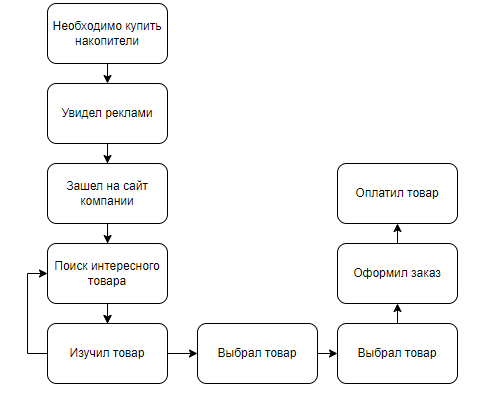 Необходимо купить
накопители
Увидел реклами
Зашел на сайт
компании
Поиск интересного
товара
Изучил товар
Выбрал товар
Выбрал товар
Оформил заказ
Оплатил товар